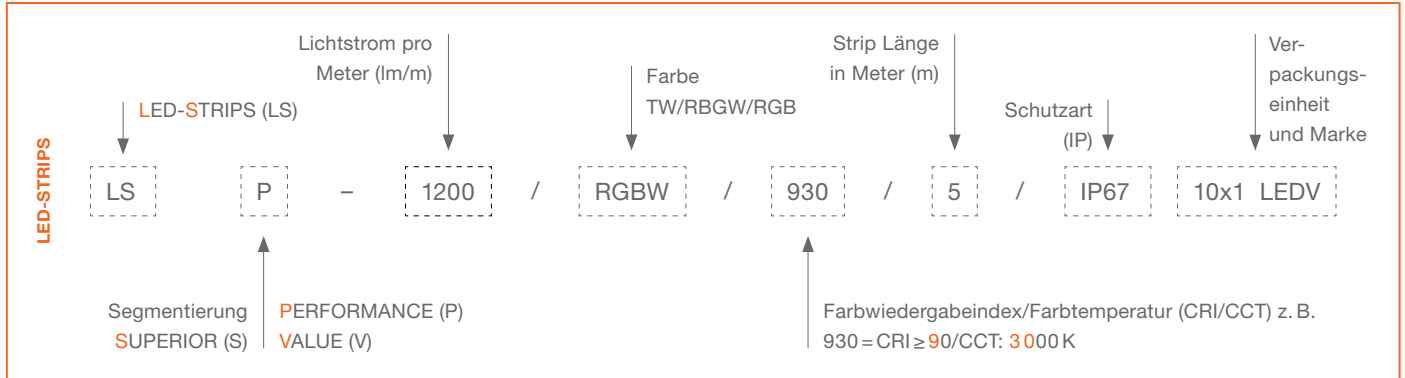 Lichtstrom pro
Meter (lm/m)
Strip Länge
in Meter (m)
Ver-
packungs-
einheit
und Marke
Farbe
TW/RBGW/RGB
LED-STRIPS (LS)
Schutzart
(IP)
LED-STRIPS
LS P – 1200 / RGBW / 930 / 5 / IP67 10x1 LEDV
Segmentierung
SUPERIOR (S)
PERFORMANCE (P)
VALUE (V)
Farbwiedergabeindex/Farbtemperatur (CRI/CCT) z. B.
930 = CRI ≥ 90/CCT: 3000 K